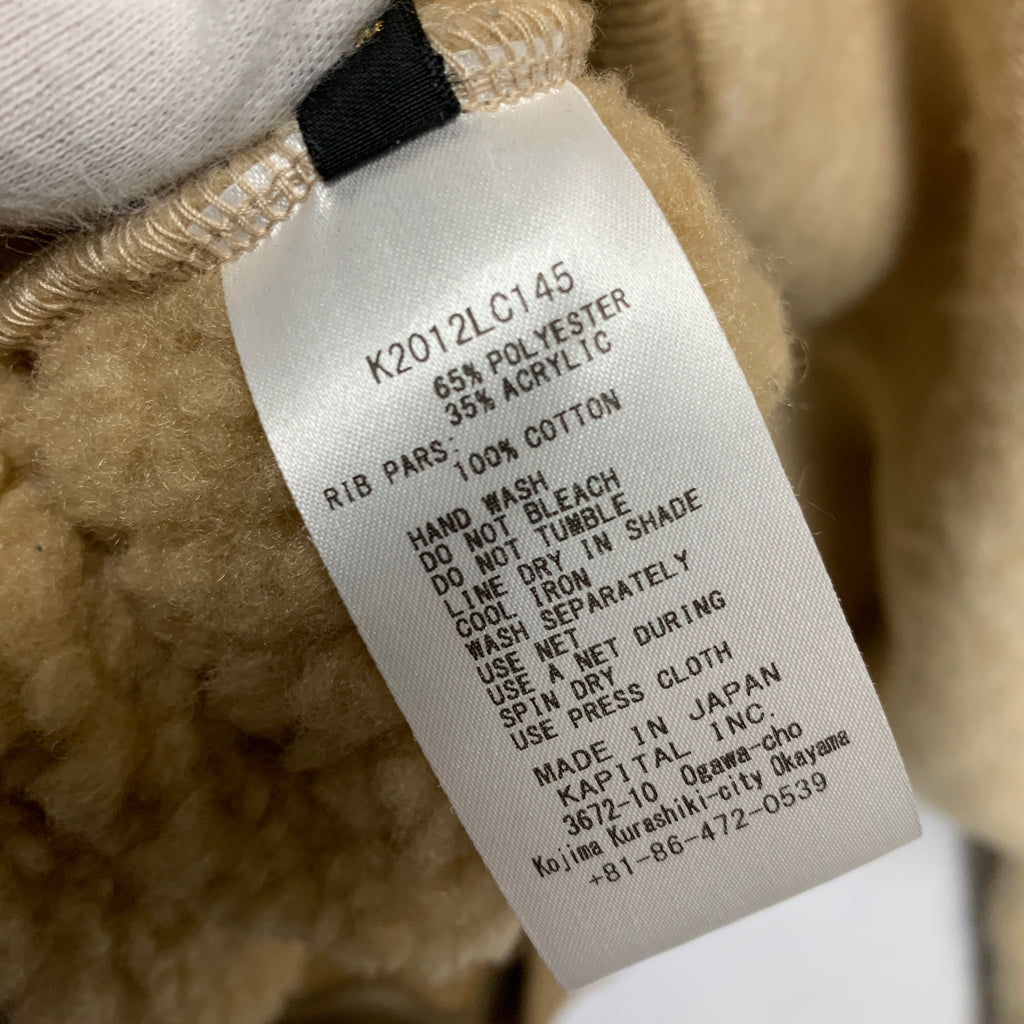 K2012LC145
65% POLYESTER
35% ACRYLIC
RIB PARS:
100% COTTON
HAND WASH
DO NOT BLEACH
DO NOT TUMBLE
LINE DRY IN SHADE
COOL IRON
WASH SEPARATELY
USE NET
USE A NET DURING
SPIN DRY
USE PRESS CLOTH
MADE IN JAPAN
KAPITAL INC.
3672-10 Ogawa-cho
Kojima Kurashiki-city Okayama
+81-86-472-0539